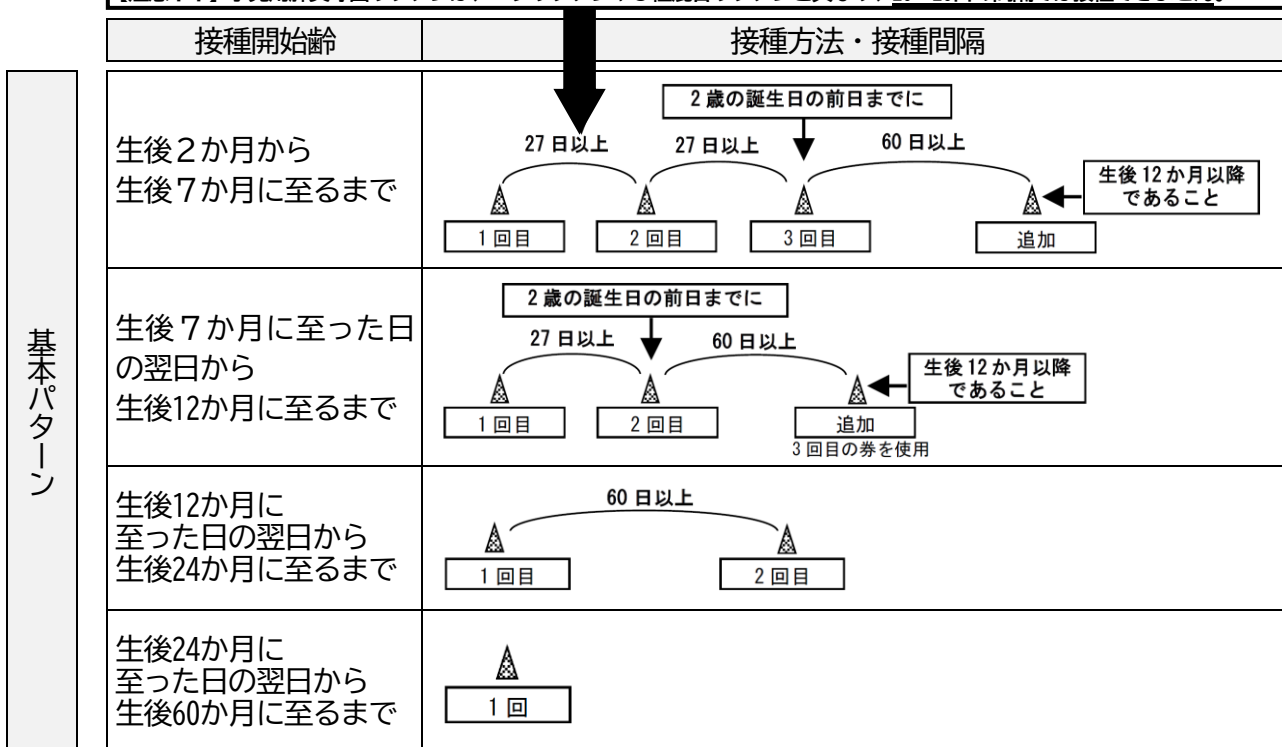 接種開始齢
接種方法・接種間隔
基本パターン
生後２か月から
生後７か月に至るまで
2歳の誕生日の前日までに
27日以上
27日以上
60日以上
生後12か月以降
であること
1回目
2回目
3回目
追加
生後７か月に至った日
の翌日から
生後12か月に至るまで
2歳の誕生日の前日までに
27日以上
60日以上
生後12か月以降
であること
1回目
2回目
追加
3回目の券を使用
生後12か月に
至った日の翌日から
生後24か月に至るまで
60日以上
1回目
2回目
生後24か月に
至った日の翌日から
生後60か月に至るまで
1回